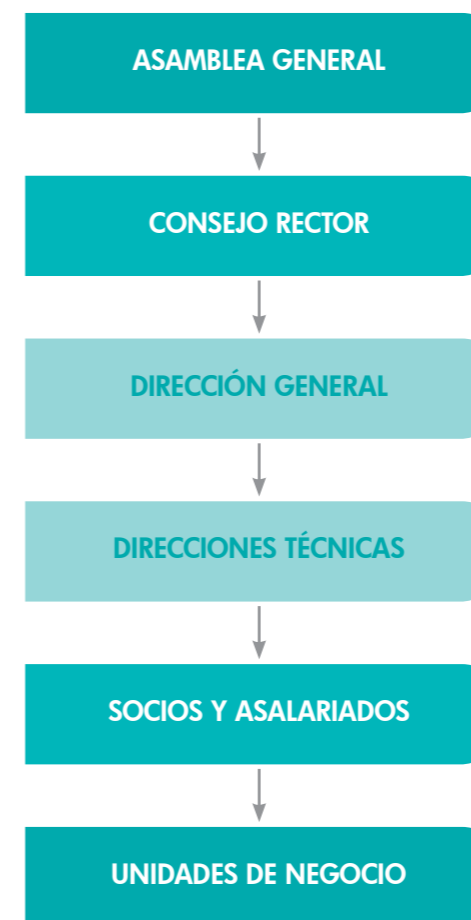 ASAMBLEA GENERAL
CONSEJO RECTOR
DIRECCIÓN GENERAL
DIRECCIONES TÉCNICAS
SOCIOS Y ASALARIADOS
UNIDADES DE NEGOCIO